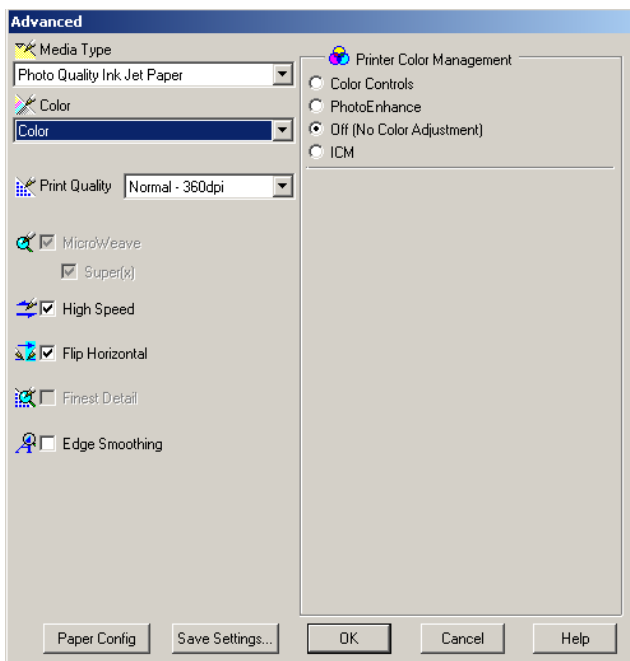 Advanced
Media Type
Photo Quality Ink Jet Paper
Color
Color
Print Quality Normal - 360dpi
MicroWeave
Super(x)
High Speed
Flip Horizontal
Finest Detail
Edge Smoothing
Printer Color Management
Color Controls
PhotoEnhance
Off (No Color Adjustment)
ICM
Paper Config Save Settings... OK Cancel Help